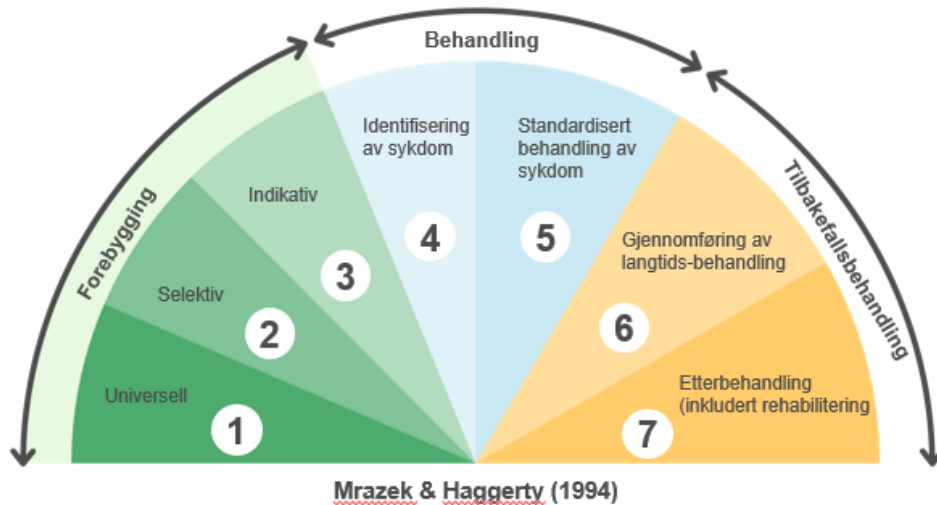 Behandling
Forebygging
Tilbakefallsbehandling
Universell
1
Selektiv
2
Indikativ
3
Identifisering
av sykdom
4
Standardisert
behandling av
sykdom
5
Gjennomføring av
langtids-behandling
6
Etterbehandling
(inkludert rehabilitering
7
Mrazek & Haggerty (1994)